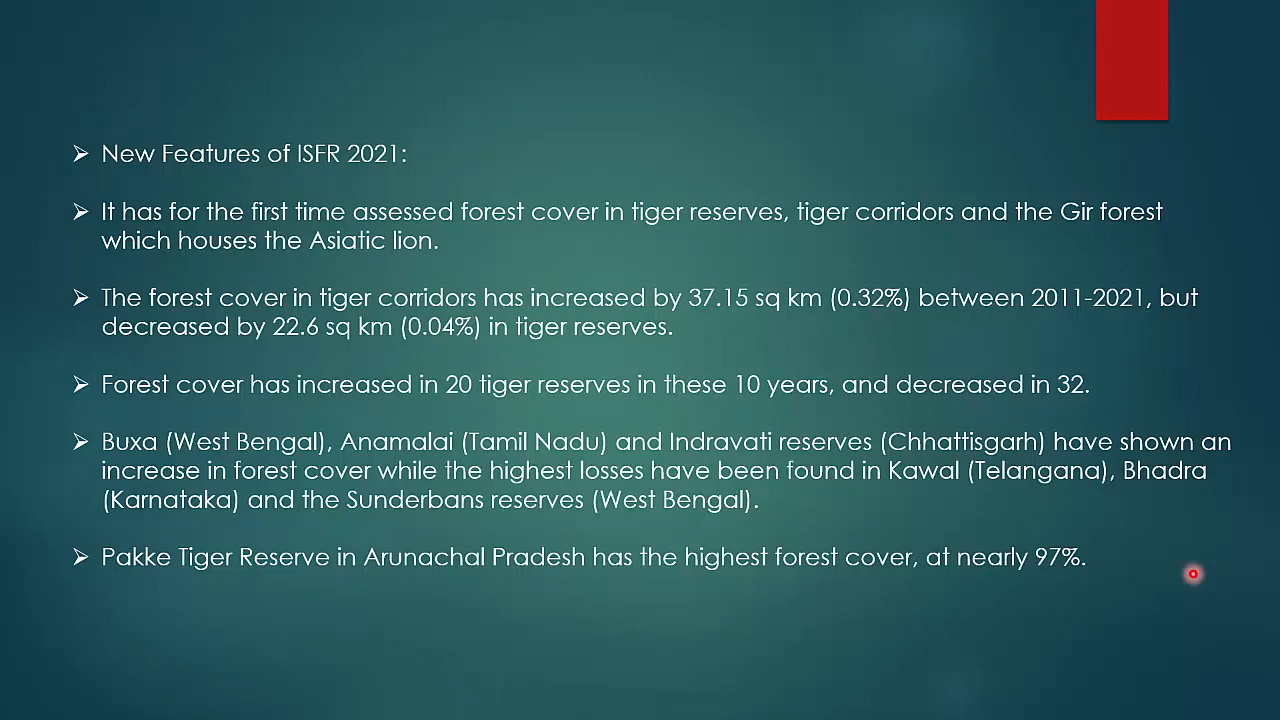 ➢ New Features of ISFR 2021:
➢ It has for the first time assessed forest cover in tiger reserves, tiger corridors and the Gir forest
which houses the Asiatic lion.
➢ The forest cover in tiger corridors has increased by 37.15 sq km (0.32%) between 2011-2021, but
decreased by 22.6 sq km (0.04%) in tiger reserves.
➢ Forest cover has increased in 20 tiger reserves in these 10 years, and decreased in 32.
➢ Buxa (West Bengal), Anamalai (Tamil Nadu) and Indravati reserves (Chhattisgarh) have shown an
increase in forest cover while the highest losses have been found in Kawal (Telangana), Bhadra
(Karnataka) and the Sunderbans reserves (West Bengal).
➢ Pakke Tiger Reserve in Arunachal Pradesh has the highest forest cover, at nearly 97%.